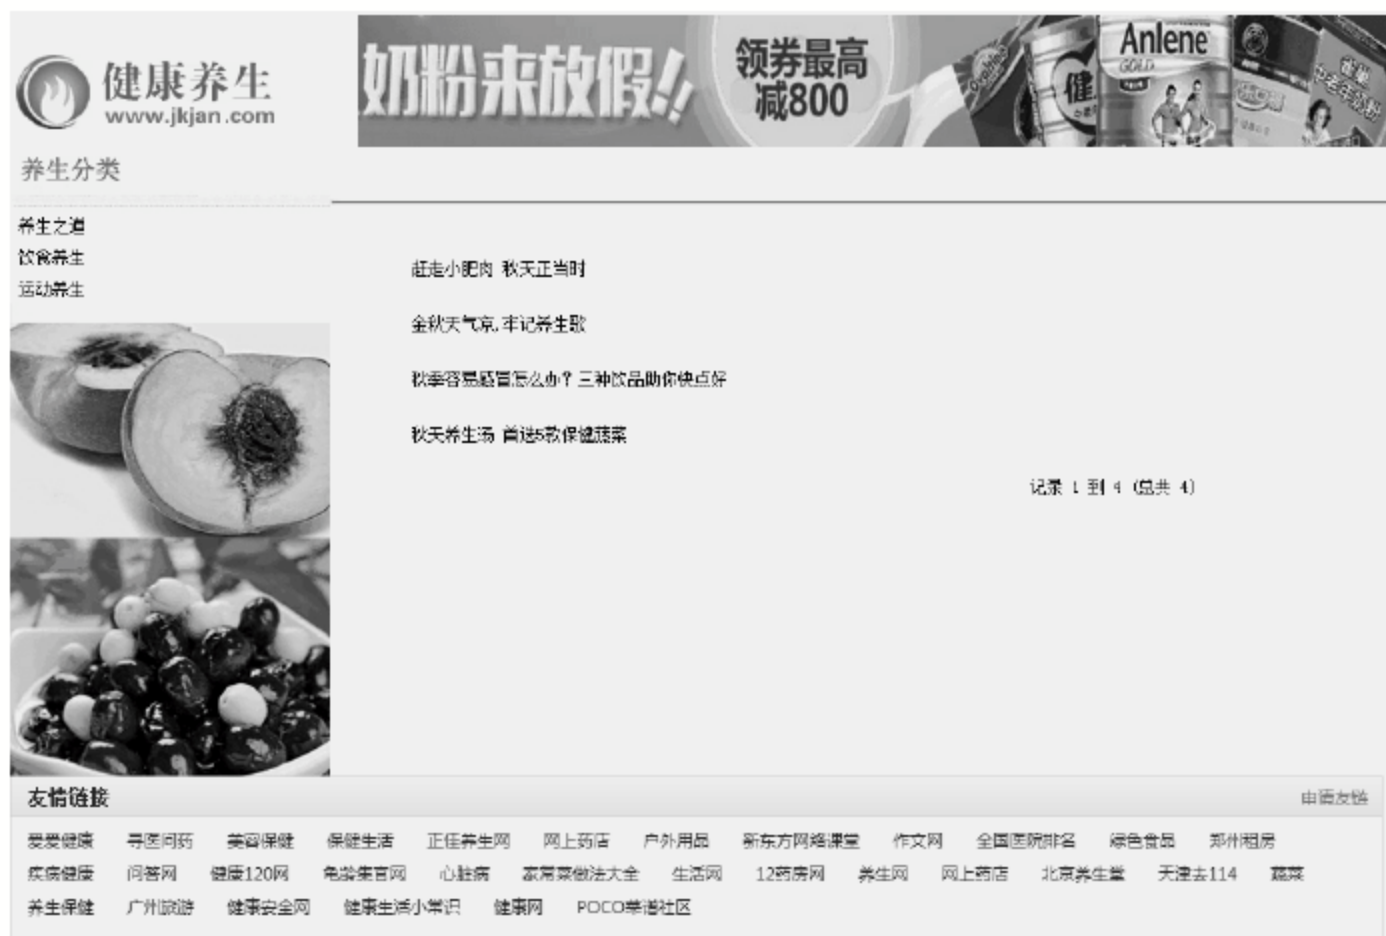 健康养生
www.jkjan.com
奶粉来放假!!
领券最高
减800
Anlene
GOLD
健
养生分类
养生之道
饮食养生
运动养生
赶走小肥肉 秋天正当时
金秋天气凉,牢记养生歌
秋季容易感冒怎么办?三种饮品助你快点好
秋天养生汤 首选5款保健蔬菜
记录 1 到 4 (总共 4)
友情链接 申请友链
爱爱健康 寻医问药 美容保健 保健生活 正佳养生网 网上药店 户外用品 新东方网络课堂 作文网 全国医院排名 绿色食品 郑州租房
疾病健康 问答网 健康120网 龟龄集官网 心脏病 家常菜做法大全 生活网 12药房网 养生网 网上药店 北京养生堂 天津去114 蔬菜
养生保健 广州旅游 健康安全网 健康生活小常识 健康网 POCO菜谱社区